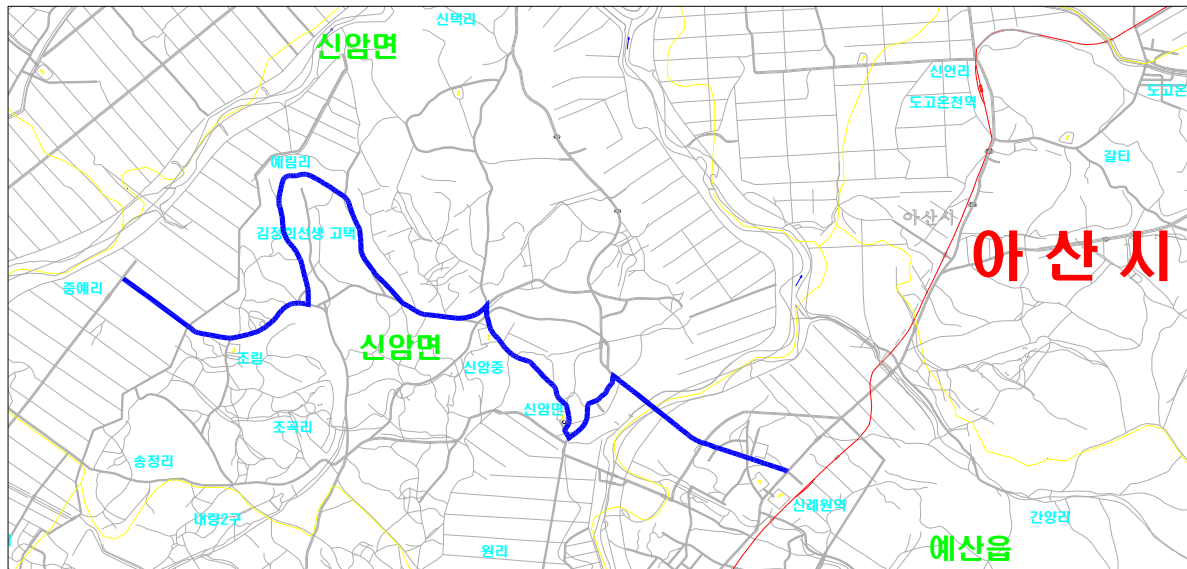 신택리
신암면
신언리
도고온천역
도고온
갈티
예림리
아산시
김정희선생 고택
아 산 시
중예리
신암면
조림
신암중
신암면
조곡리
송정리
내량2구
신례원역
간양리
원리
예산읍